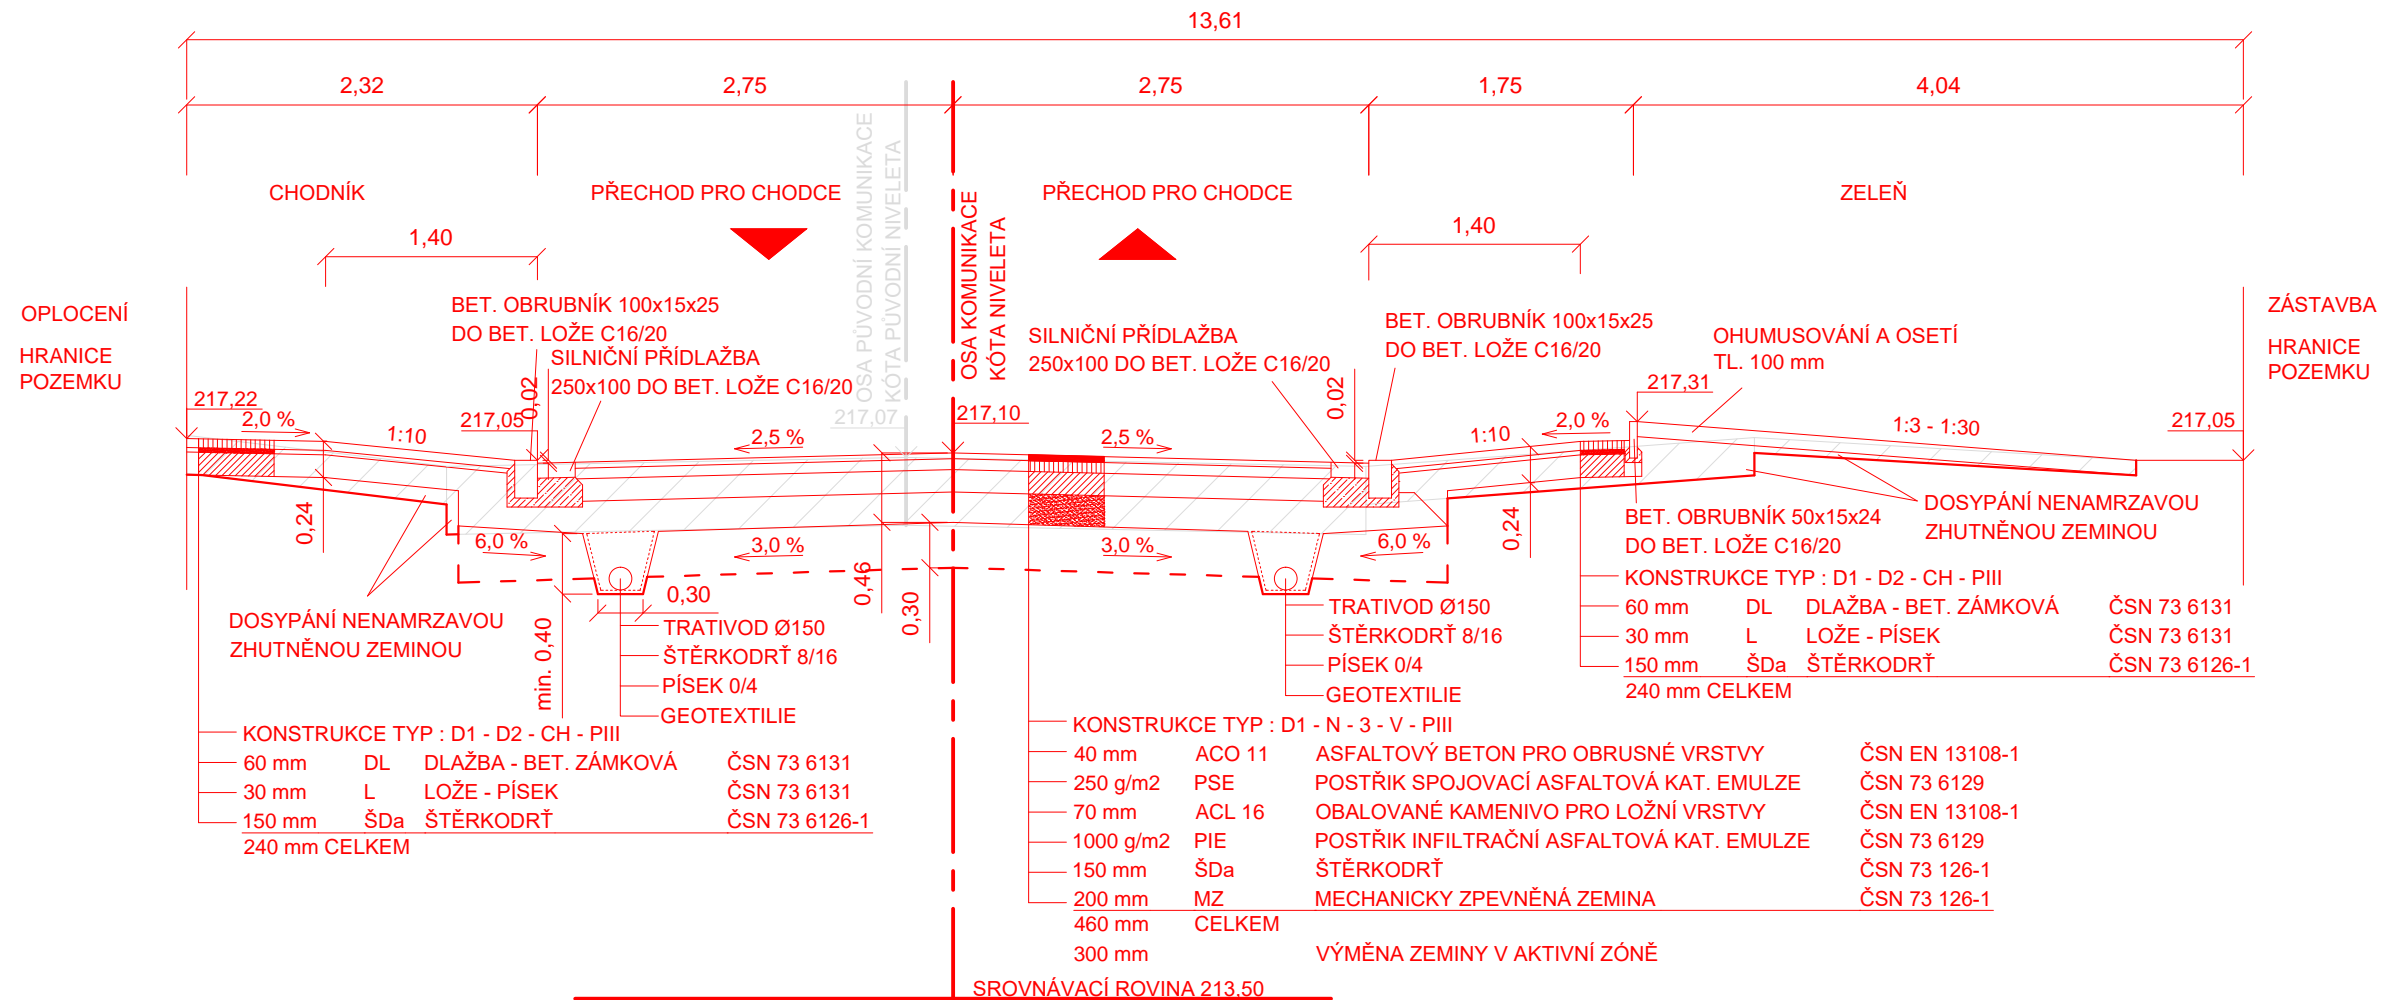 13,61
2,32
2,75
2,75
1,75
4,04
CHODNÍK
PŘECHOD PRO CHODCE
OSA PŮVODNÍ KOMUNIKACE
KÓTA PŮVODNÍ NIVELETA
OSA KOMUNIKACE
KÓTA NIVELETA
PŘECHOD PRO CHODCE
ZELEŇ
1,40
1,40
OPLOCENÍ
HRANICE
POZEMKU
BET. OBRUBNÍK 100x15x25
DO BET. LOŽE C16/20
SILNIČNÍ PŘÍDLAŽBA
250x100 DO BET. LOŽE C16/20
SILNIČNÍ PŘÍDLAŽBA
250x100 DO BET. LOŽE C16/20
BET. OBRUBNÍK 100x15x25
DO BET. LOŽE C16/20
OHUMUSOVÁNÍ A OSETÍ
TL. 100 mm
ZÁSTAVBA
HRANICE
POZEMKU
217,22
2,0 %
1:10
217,05
0,02
2,5 %
217,07
217,10
2,5 %
0,02
1:10
2,0 %
217,31
1:3 - 1:30
217,05
0,24
6,0 %
3,0 %
0,46
0,30
3,0 %
6,0 %
0,24
BET. OBRUBNÍK 50x15x24
DO BET. LOŽE C16/20
DOSYPÁNÍ NENAMRZAVOU
ZHUTNĚNOU ZEMINOU
DOSYPÁNÍ NENAMRZAVOU
ZHUTNĚNOU ZEMINOU
min. 0,40
0,30
TRATIVOD Ø150
ŠTĚRKODRŤ 8/16
PÍSEK 0/4
GEOTEXTILIE
TRATIVOD Ø150
ŠTĚRKODRŤ 8/16
PÍSEK 0/4
GEOTEXTILIE
KONSTRUKCE TYP : D1 - D2 - CH - PIII
60 mm DL DLAŽBA - BET. ZÁMKOVÁ ČSN 73 6131
30 mm L LOŽE - PÍSEK ČSN 73 6131
150 mm ŠDa ŠTĚRKODRŤ ČSN 73 6126-1
240 mm CELKEM
KONSTRUKCE TYP : D1 - D2 - CH - PIII
60 mm DL DLAŽBA - BET. ZÁMKOVÁ ČSN 73 6131
30 mm L LOŽE - PÍSEK ČSN 73 6131
150 mm ŠDa ŠTĚRKODRŤ ČSN 73 6126-1
240 mm CELKEM
KONSTRUKCE TYP : D1 - N - 3 - V - PIII
40 mm ACO 11 ASFALTOVÝ BETON PRO OBRUSNÉ VRSTVY ČSN EN 13108-1
250 g/m2 PSE POSTŘIK SPOJOVACÍ ASFALTOVÁ KAT. EMULZE ČSN 73 6129
70 mm ACL 16 OBALOVANÉ KAMENIVO PRO LOŽNÍ VRSTVY ČSN EN 13108-1
1000 g/m2 PIE POSTŘIK INFILTRAČNÍ ASFALTOVÁ KAT. EMULZE ČSN 73 6129
150 mm ŠDa ŠTĚRKODRŤ ČSN 73 126-1
200 mm MZ MECHANICKY ZPEVNĚNÁ ZEMINA ČSN 73 126-1
460 mm CELKEM
300 mm VÝMĚNA ZEMINY V AKTIVNÍ ZÓNĚ
SROVNÁVACÍ ROVINA 213,50